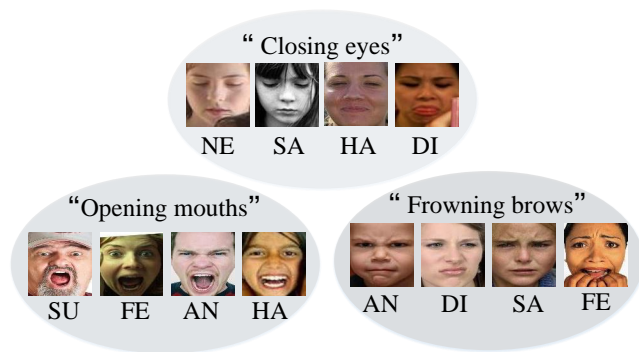 “ Closing eyes”
NE SA HA DI
“Opening mouths”
SU FE AN HA
“ Frowning brows”
AN DI SA FE